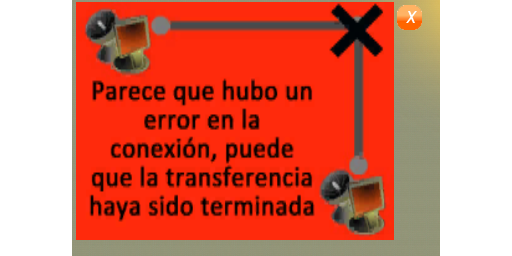 X
Parece que hubo un
error en la
conexión, puede
que la transferencia
haya sido terminada